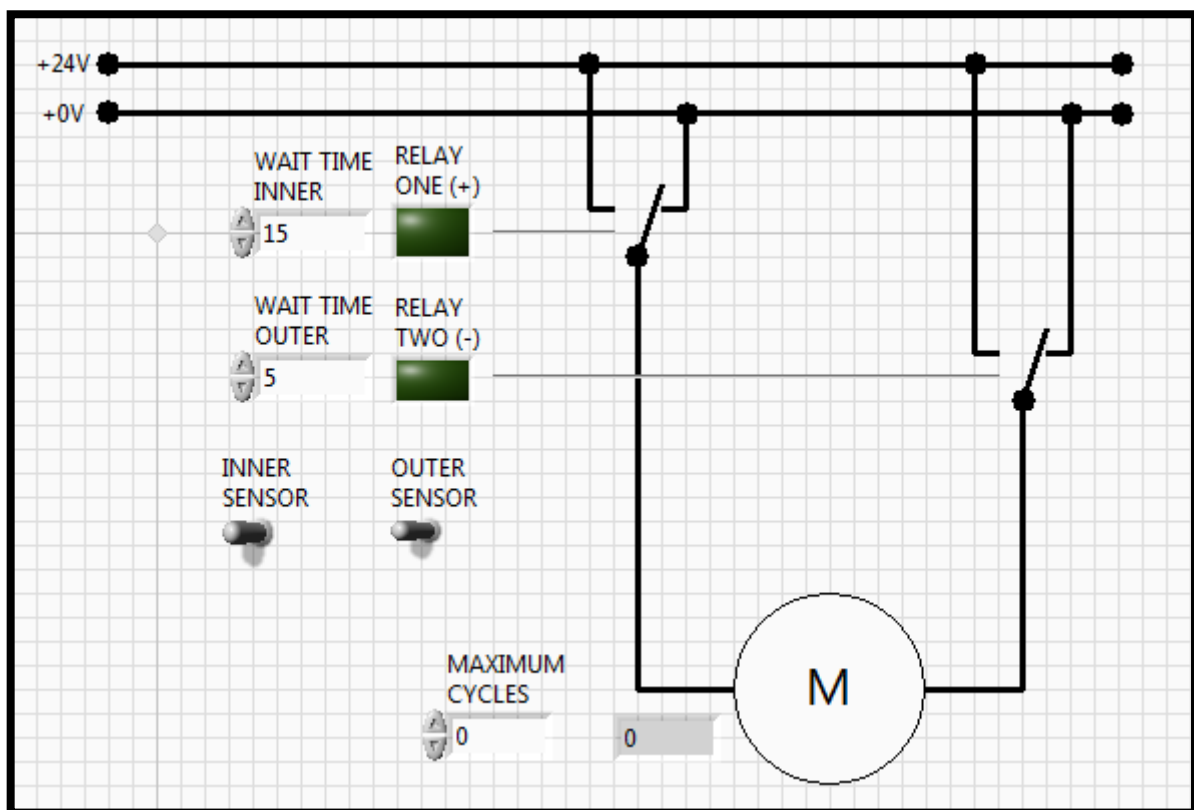 +24V
+0V
WAIT TIME
INNER
15
RELAY
ONE (+)
WAIT TIME
OUTER
5
RELAY
TWO (-)
INNER
SENSOR
OUTER
SENSOR
MAXIMUM
CYCLES
0
0
M